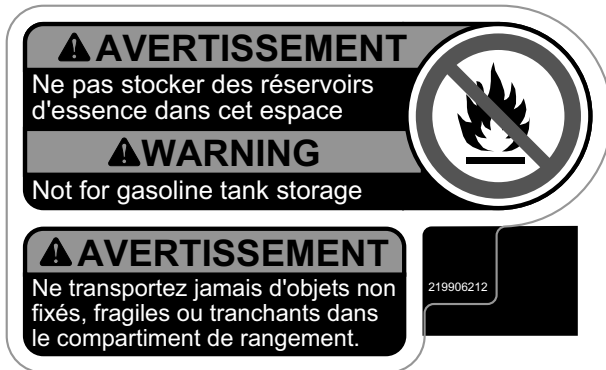 AVERTISSEMENT
Ne pas stocker des réservoirs
d'essence dans cet espace
WARNING
Not for gasoline tank storage
AVERTISSEMENT
Ne transportez jamais d'objets non
fixés, fragiles ou tranchants dans
le compartiment de rangement.
219906212